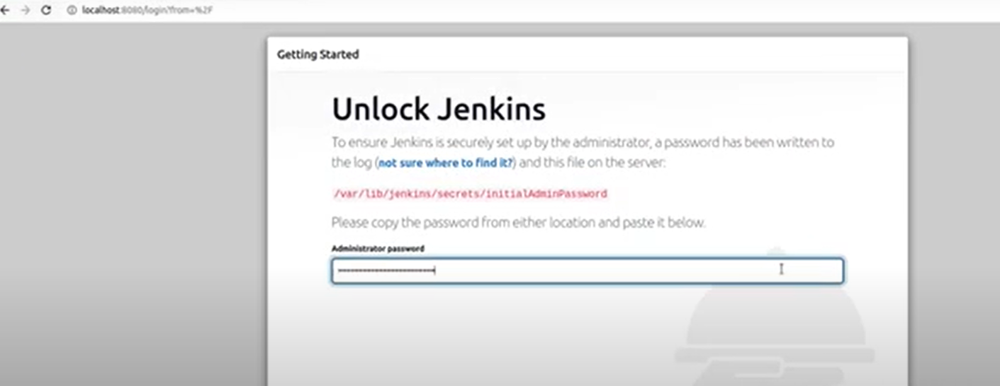 localhost:8080/login?from=%2F
Getting Started
Unlock Jenkins
To ensure Jenkins is securely set up by the administrator, a password has been written to
the log (not sure where to find it?) and this file on the server:
/var/lib/jenkins/secrets/initialAdminPassword
Please copy the password from either location and paste it below.
Administrator password